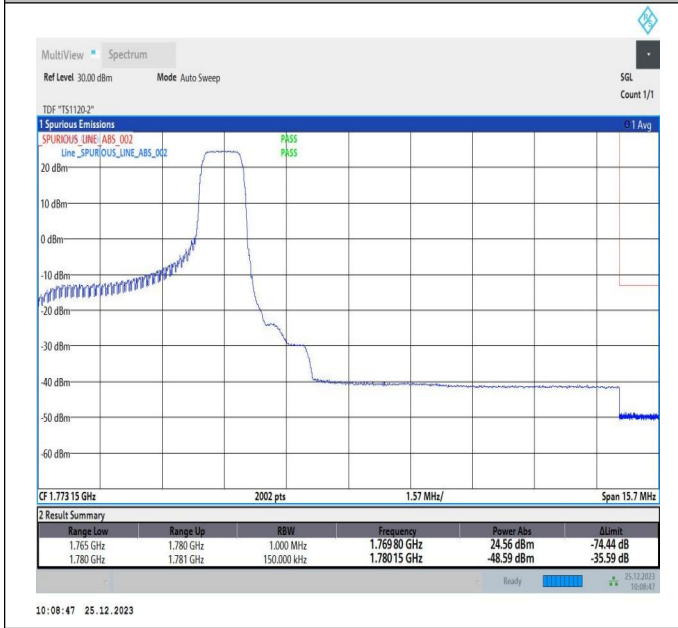 R S
MultiView Spectrum
Ref Level 30.00 dBm Mode Auto Sweep SGL
Count 1/1
TDF "TS1120-2"
1 Spurious Emissions 1 Avg
SPURIOUS_LINE_ABS_002 PASS
Line _SPURIOUS_LINE_ABS_002 PASS
20 dBm
10 dBm
0 dBm
-10 dBm
-20 dBm
-30 dBm
-40 dBm
-50 dBm
-60 dBm
CF 1.773 15 GHz 2002 pts 1.57 MHz/ Span 15.7 MHz
2 Result Summary
Range Low Range Up RBW Frequency Power Abs ΔLimit
1.765 GHz 1.780 GHz 1.000 MHz 1.769 80 GHz 24.56 dBm -74.44 dB
1.780 GHz 1.781 GHz 150.000 kHz 1.780 15 GHz -48.59 dBm -35.59 dB
Ready 25.12.2023
10:08:47
10:08:47 25.12.2023